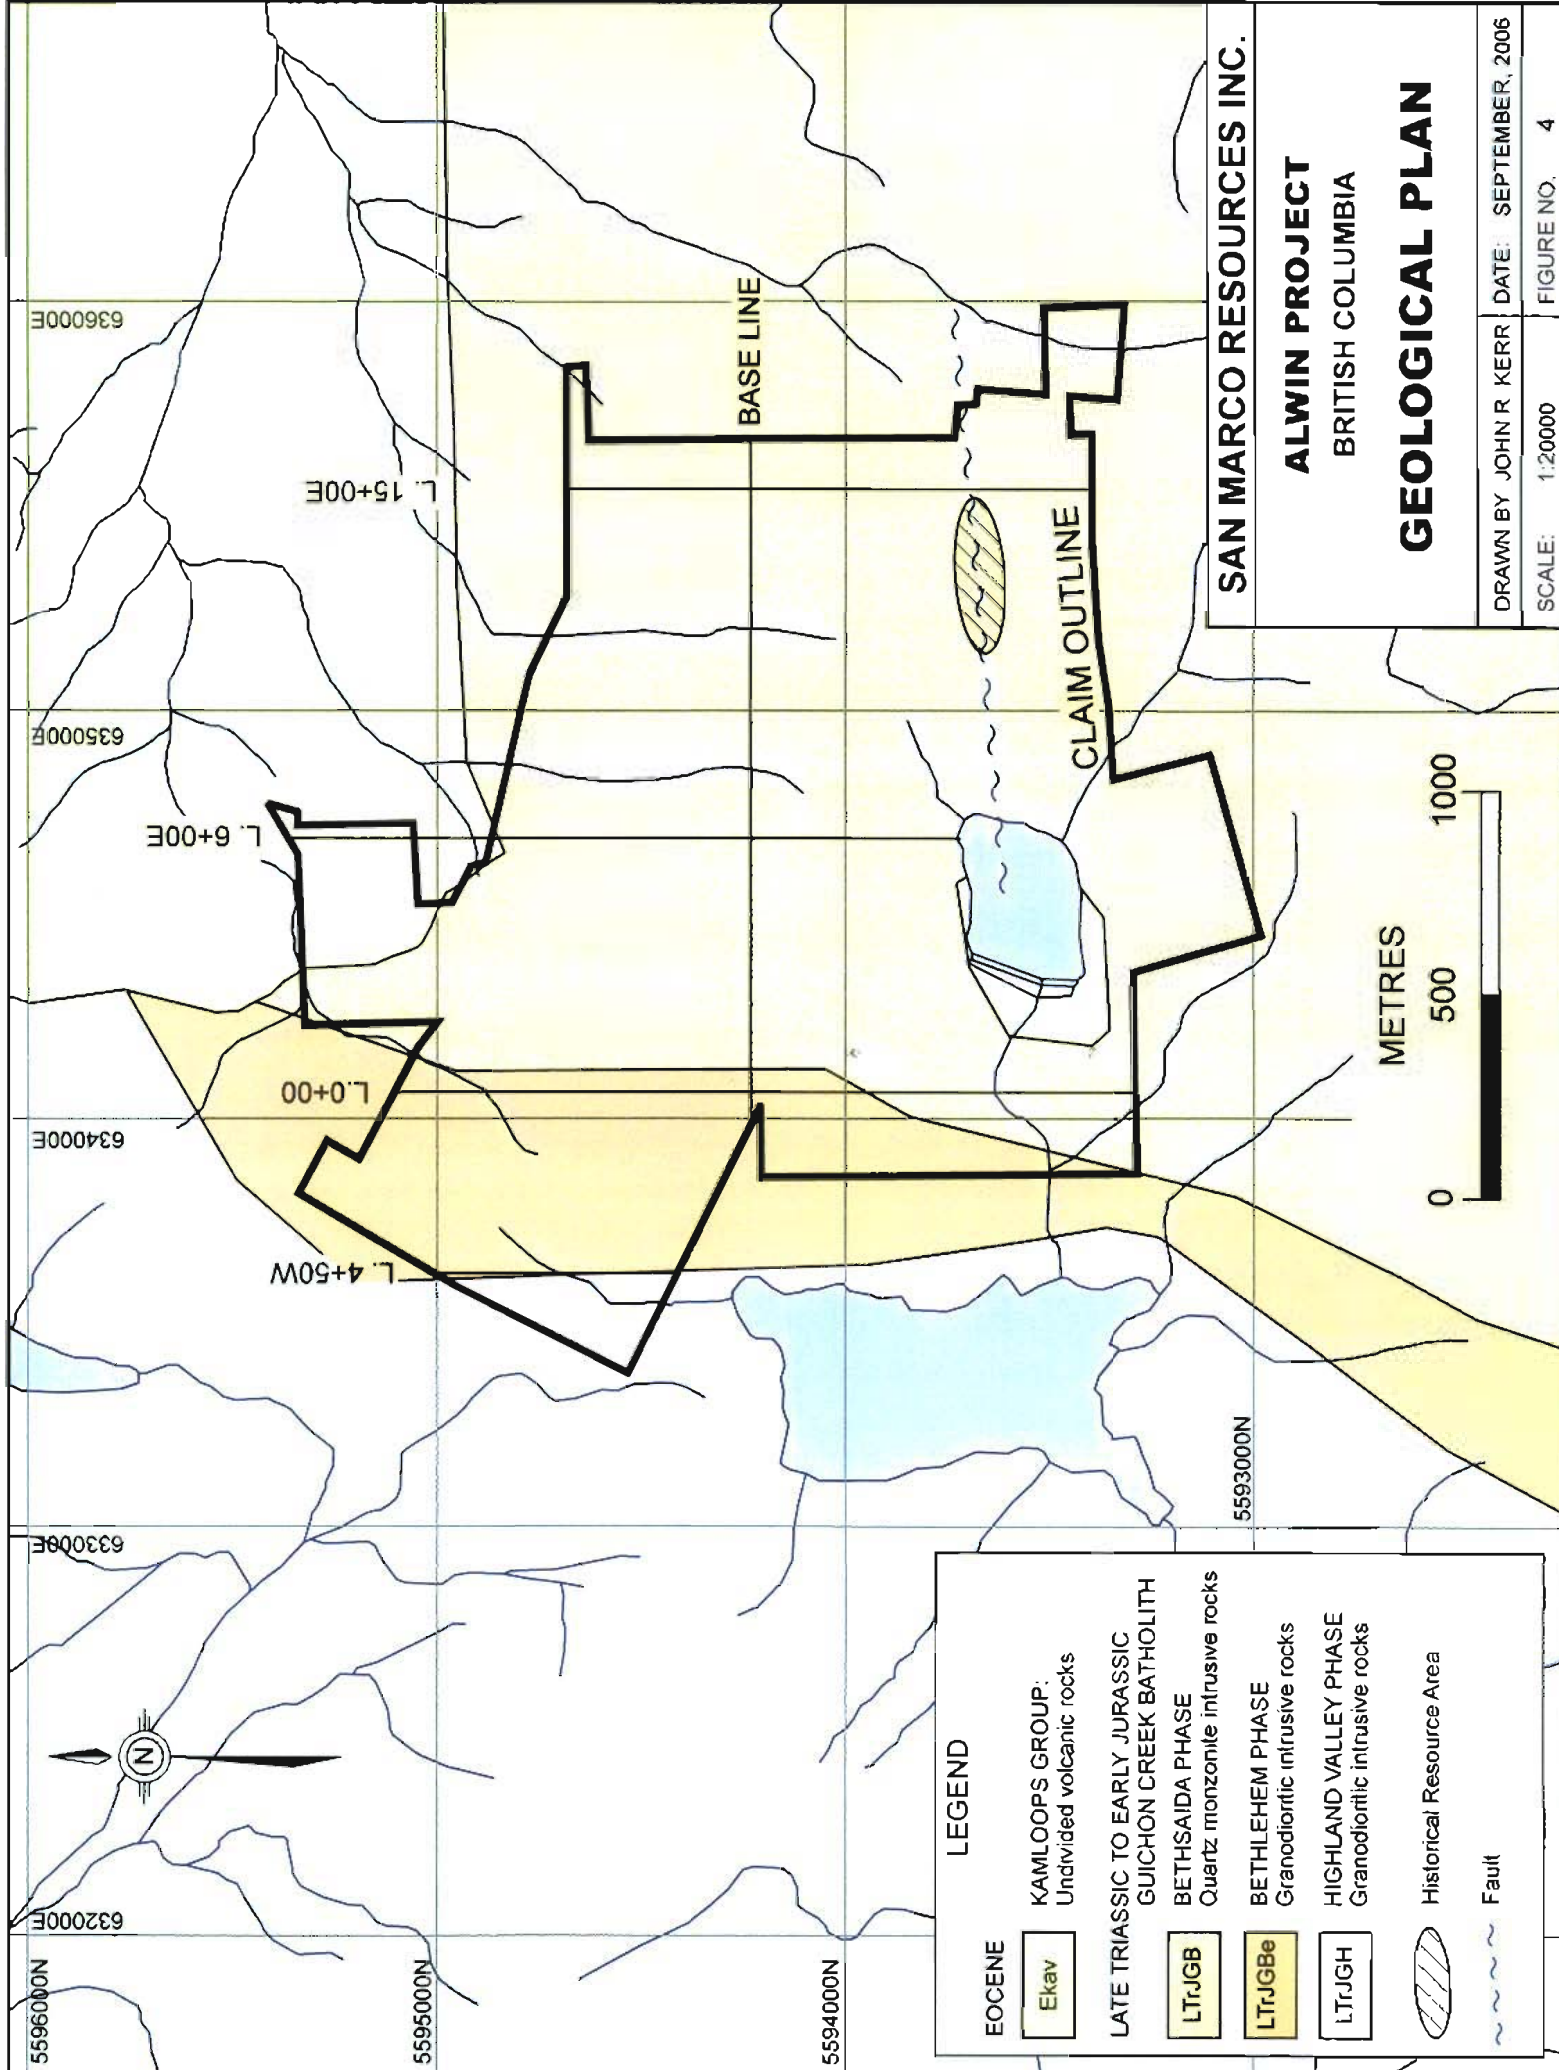 5596000N
5595000N
5594000N
5593000N
632000E
633000E
634000E
635000E
636000E
N
L. 4+50W
L.0+00
L. 6+00E
L. 15+00E
BASE LINE
CLAIM OUTLINE
LEGEND
EOCENE
Ekav
KAMLOOPS GROUP:
Undivided volcanic rocks
LATE TRIASSIC TO EARLY JURASSIC
GUICHON CREEK BATHOLITH
LTrJGB
BETHSAIDA PHASE
Quartz monzonite intrusive rocks
LTrJGBe
BETHLEHEM PHASE
Granodioritic intrusive rocks
LTrJGH
HIGHLAND VALLEY PHASE
Granodioritic intrusive rocks
Historical Resource Area
Fault
METRES
0 500 1000
SAN MARCO RESOURCES INC.
ALWIN PROJECT
BRITISH COLUMBIA
GEOLOGICAL PLAN
DRAWN BY JOHN R KERR DATE: SEPTEMBER, 2006
SCALE: 1:20000 FIGURE NO. 4